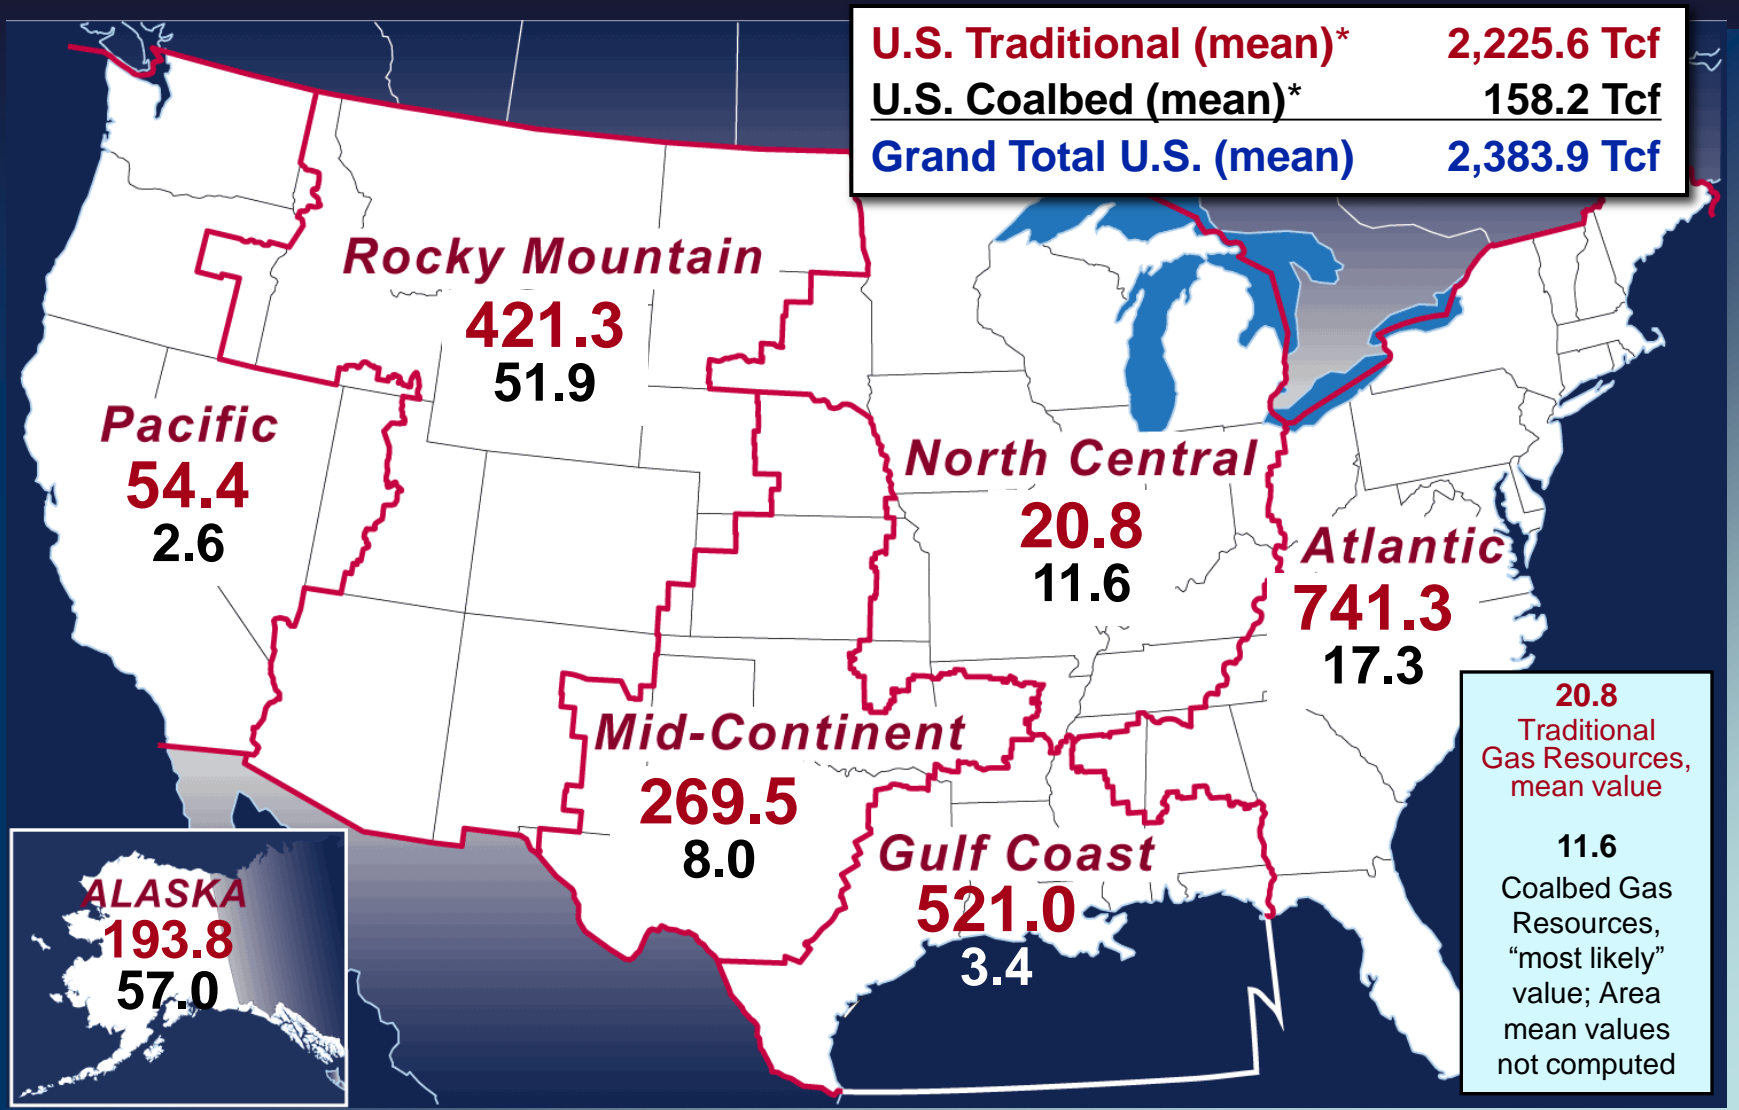 U.S. Traditional (mean)* 2,225.6 Tcf
U.S. Coalbed (mean)* 158.2 Tcf
Grand Total U.S. (mean) 2,383.9 Tcf
Rocky Mountain
421.3
51.9
Pacific
54.4
2.6
North Central
20.8
11.6
Atlantic
741.3
17.3
Mid-Continent
269.5
8.0
Gulf Coast
521.0
3.4
ALASKA
193.8
57.0
20.8
Traditional
Gas Resources,
mean value
11.6
Coalbed Gas
Resources,
“most likely”
value; Area
mean values
not computed